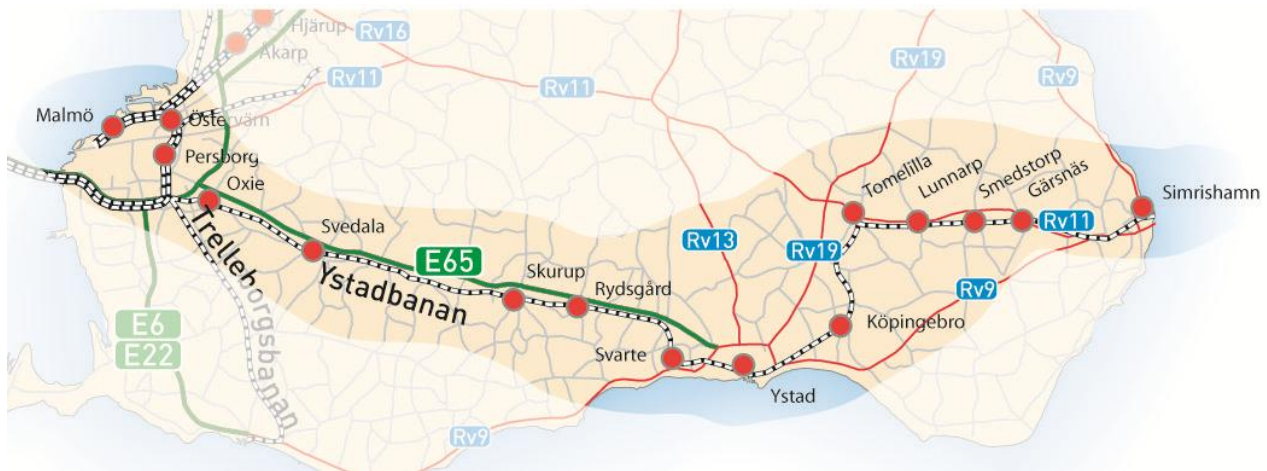 Hjärup
Rv16
Åkarp
Rv19
Rv9
Rv11
Rv11
Malmö
Östervärn
Persborg
Oxie
Tomelilla
Lunnarp
Smedstorp
Gärsnäs
Simrishamn
Rv11
Svedala
Trelleborgsbanan
E65
Rv13
Rv19
Ystadbanan
Skurup
Rydsgård
Rv9
E6
E22
Köpingebro
Svarte
Ystad
Rv9